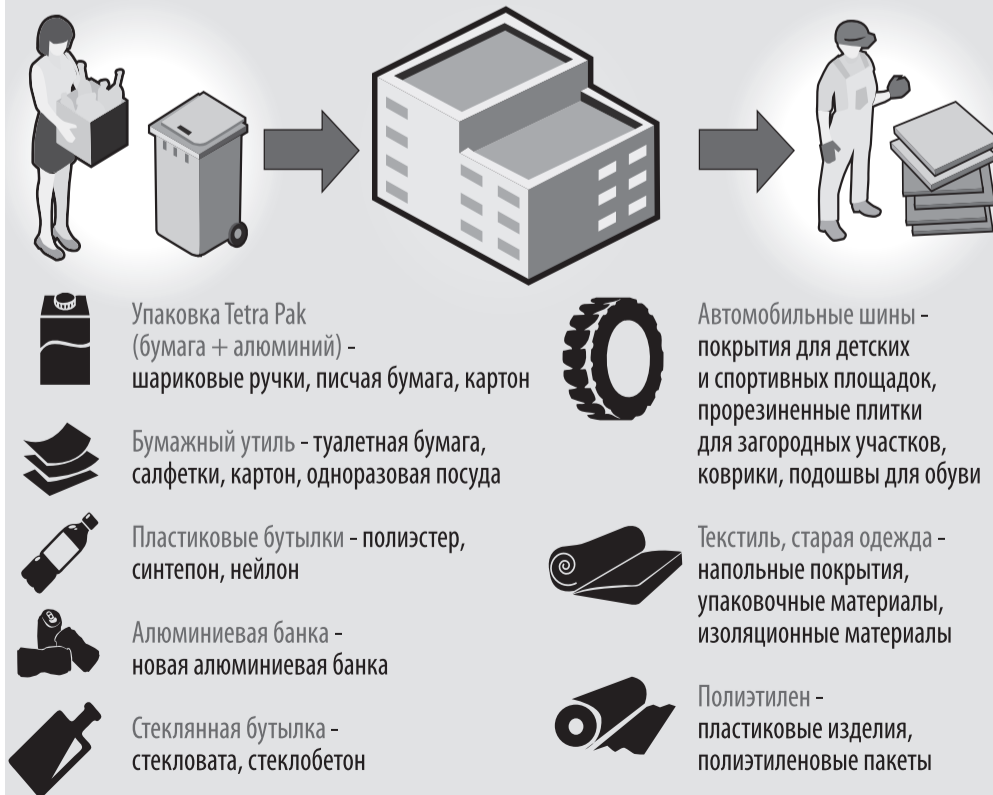 Упаковка Tetra Pak
(бумага + алюминий) -
шариковые ручки, писчая бумага, картон
Бумажный утиль - туалетная бумага,
салфетки, картон, одноразовая посуда
Пластиковые бутылки - полиэстер,
синтепон, нейлон
Алюминиевая банка -
новая алюминиевая банка
Стеклянная бутылка -
стекловата, стеклобетон
Автомобильные шины -
покрытия для детских
и спортивных площадок,
прорезиненные плитки
для загородных участков,
коврики, подошвы для обуви
Текстиль, старая одежда -
напольные покрытия,
упаковочные материалы,
изоляционные материалы
Полиэтилен -
пластиковые изделия,
полиэтиленовые пакеты